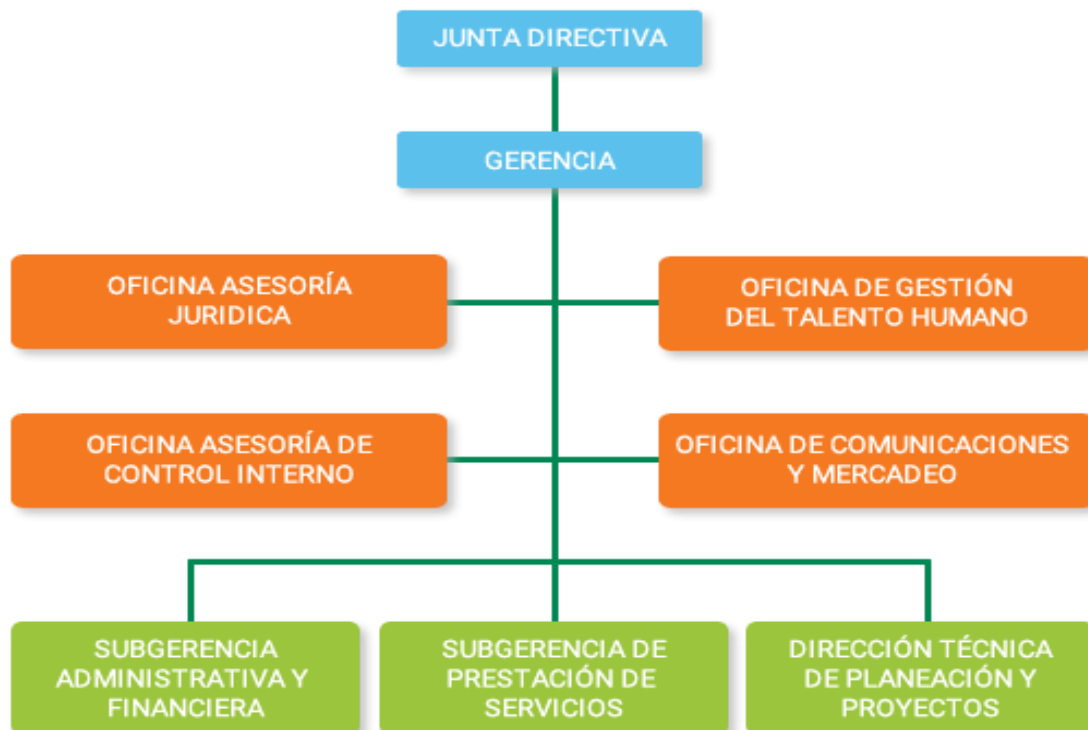 JUNTA DIRECTIVA
GERENCIA
OFICINA ASESORÍA
JURIDICA
OFICINA DE GESTIÓN
DEL TALENTO HUMANO
OFICINA ASESORÍA DE
CONTROL INTERNO
OFICINA DE COMUNICACIONES
Y MERCADEO
SUBGERENCIA
ADMINISTRATIVA Y
FINANCIERA
SUBGERENCIA DE
PRESTACIÓN DE
SERVICIOS
DIRECCIÓN TÉCNICA
DE PLANEACIÓN Y
PROYECTOS